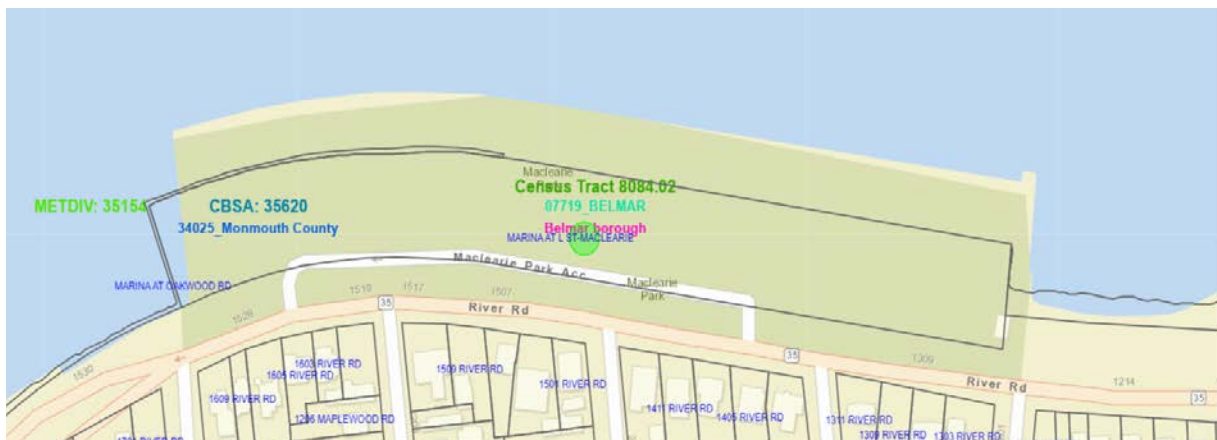 Maclearie
Park
Census Tract 8084.02
METDIV: 35154
CBSA: 35620
07719_BELMAR
34025_Monmouth County
Belmar borough
MARINA AT L ST-MACLEARIE
Maclearie Park Acc
MARINA AT OAKWOOD RD
Maclearie
Park
1519
1517
1507
35
River Rd
1528
35
1309
1530
1603 RIVER RD
1605 RIVER RD
1509 RIVER RD
1501 RIVER RD
River Rd
1214
35
1609 RIVER RD
1411 RIVER RD
1405 RIVER RD
1206 MAPLEWOOD RD
1311 RIVER RD
1309 RIVER RD
1303 RIVER RD